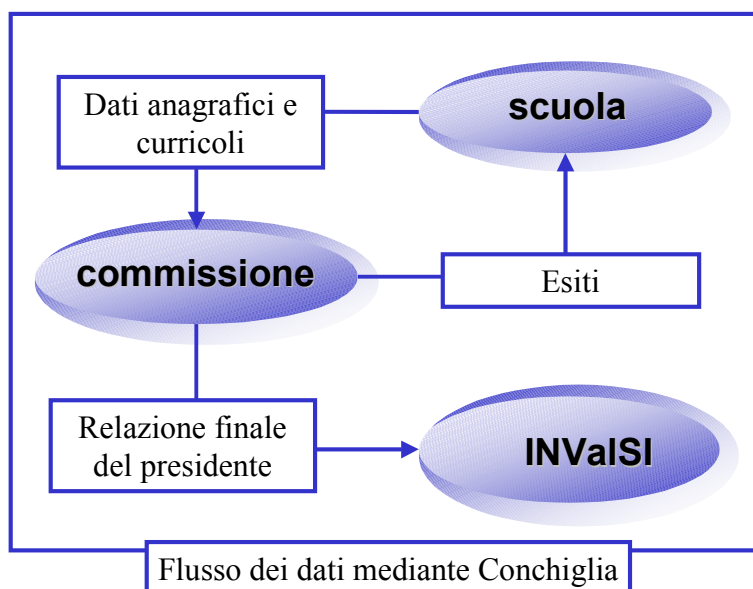 Dati anagrafici e
curricoli
scuola
commissione
Esiti
Relazione finale
del presidente
INValSI
Flusso dei dati mediante Conchiglia